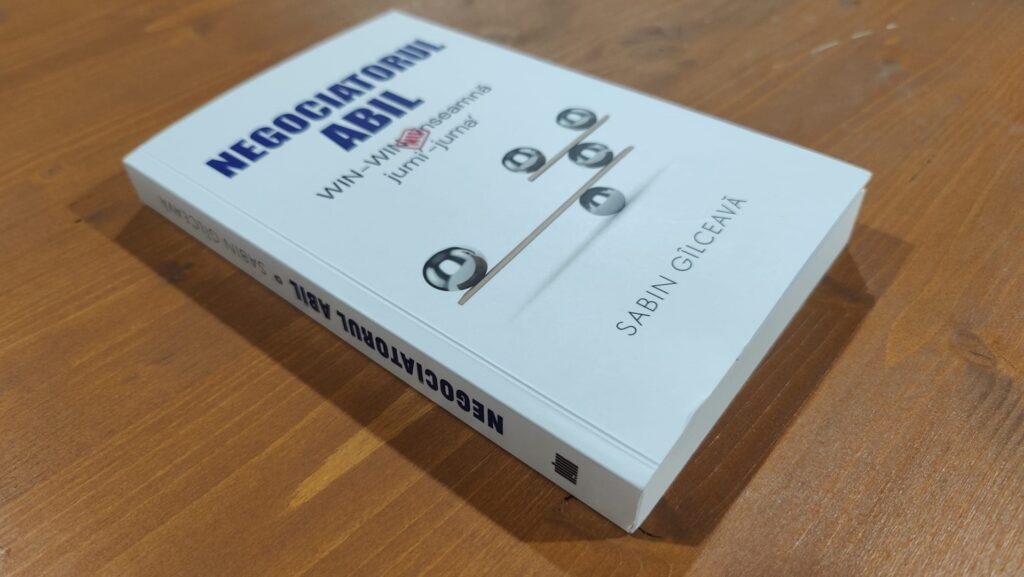 NEGOCIATORUL
ABIL
WIN-WIN NU înseamnă
jumi'-juma'
SABIN GÎLCEAVĂ
SABIN GÎLCEAVĂ • NEGOCIATORUL ABIL